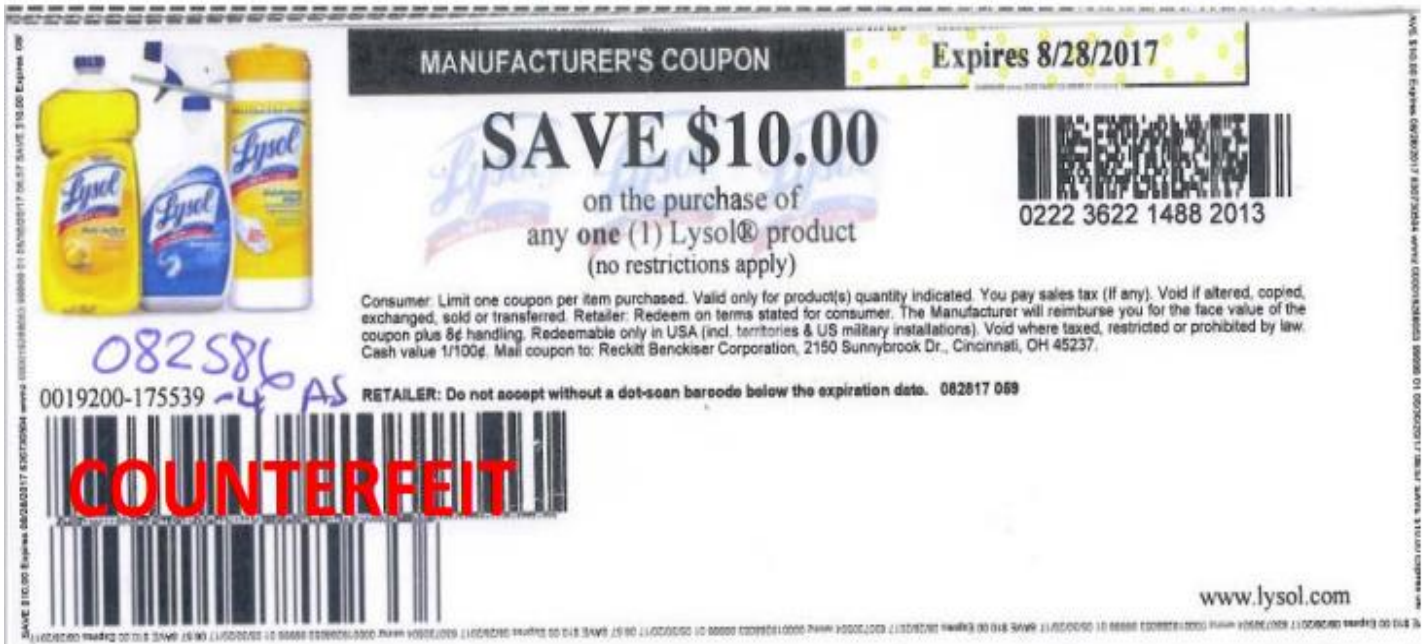 MANUFACTURER'S COUPON
Expires 8/28/2017
SAVE $10.00
on the purchase of
any one (1) Lysol® product
(no restrictions apply)
Lysol
Lysol
Lysol
0222 3622 1488 2013
Consumer: Limit one coupon per item purchased. Valid only for product(s) quantity indicated. You pay sales tax (if any). Void if altered, copied,
exchanged, sold or transferred. Retailer: Redeem on terms stated for consumer. The Manufacturer will reimburse you for the face value of the
coupon plus 8¢ handling. Redeemable only in USA (incl. territories & US military installations). Void where taxed, restricted or prohibited by law.
Cash value 1/100¢. Mail coupon to: Reckitt Benckiser Corporation, 2150 Sunnybrook Dr., Cincinnati, OH 45237.
082586
0019200-175539 -4 AS
RETAILER: Do not accept without a dot-scan barcode below the expiration date. 082817 069
COUNTERFEIT
www.lysol.com